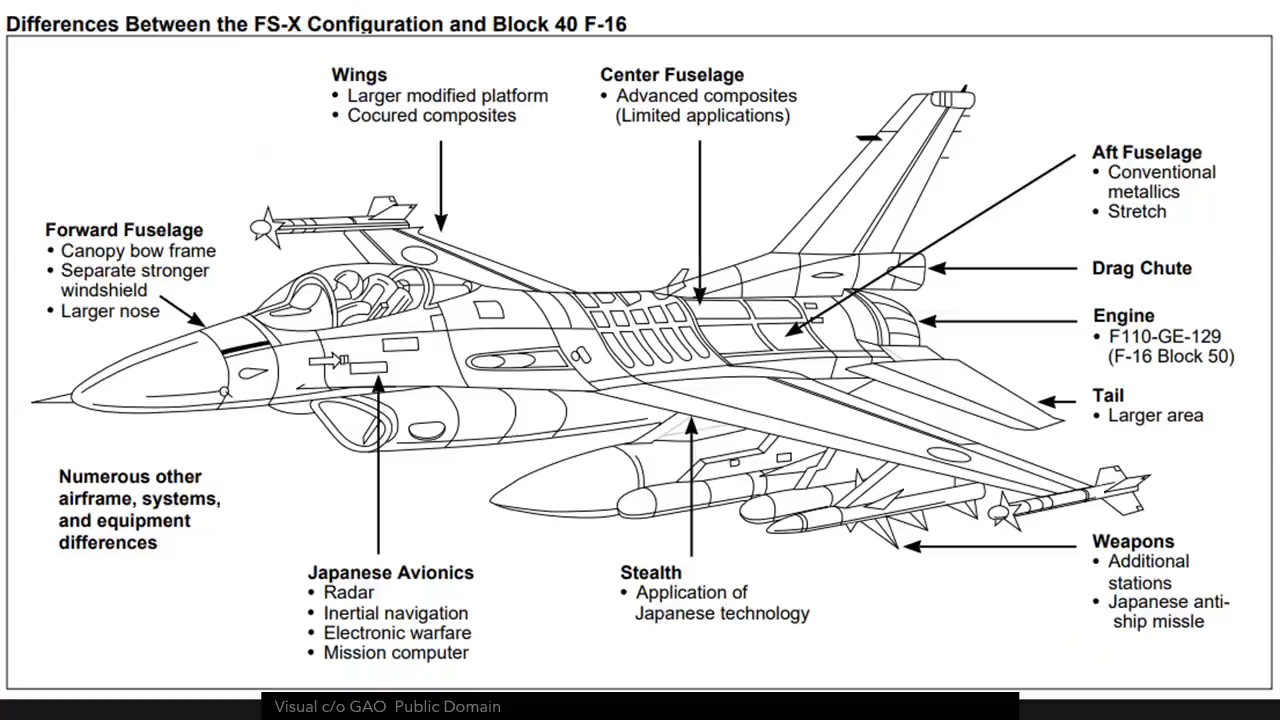 Differences Between the FS-X Configuration and Block 40 F-16
Wings
• Larger modified platform
• Cocured composites
Center Fuselage
• Advanced composites
(Limited applications)
Aft Fuselage
• Conventional
metallics
• Stretch
Forward Fuselage
• Canopy bow frame
• Separate stronger
windshield
• Larger nose
Drag Chute
Engine
• F110-GE-129
(F-16 Block 50)
Tail
• Larger area
Numerous other
airframe, systems,
and equipment
differences
Japanese Avionics
• Radar
• Inertial navigation
• Electronic warfare
• Mission computer
Stealth
• Application of
Japanese technology
Weapons
• Additional
stations
• Japanese anti-
ship missle
Visual c/o GAO Public Domain